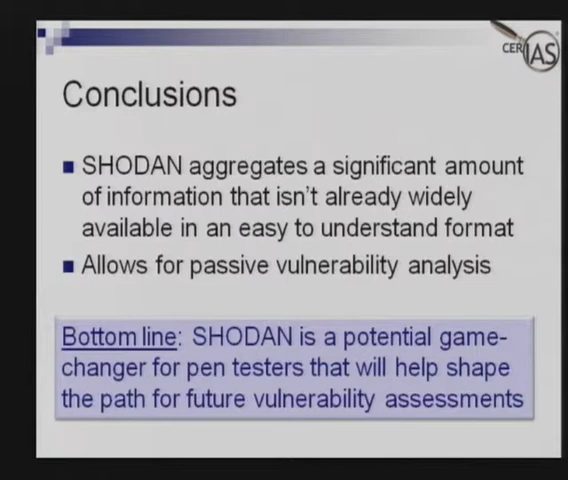 CERIAS
Conclusions
SHODAN aggregates a significant amount
of information that isn't already widely
available in an easy to understand format
Allows for passive vulnerability analysis
Bottom line: SHODAN is a potential game-
changer for pen testers that will help shape
the path for future vulnerability assessments